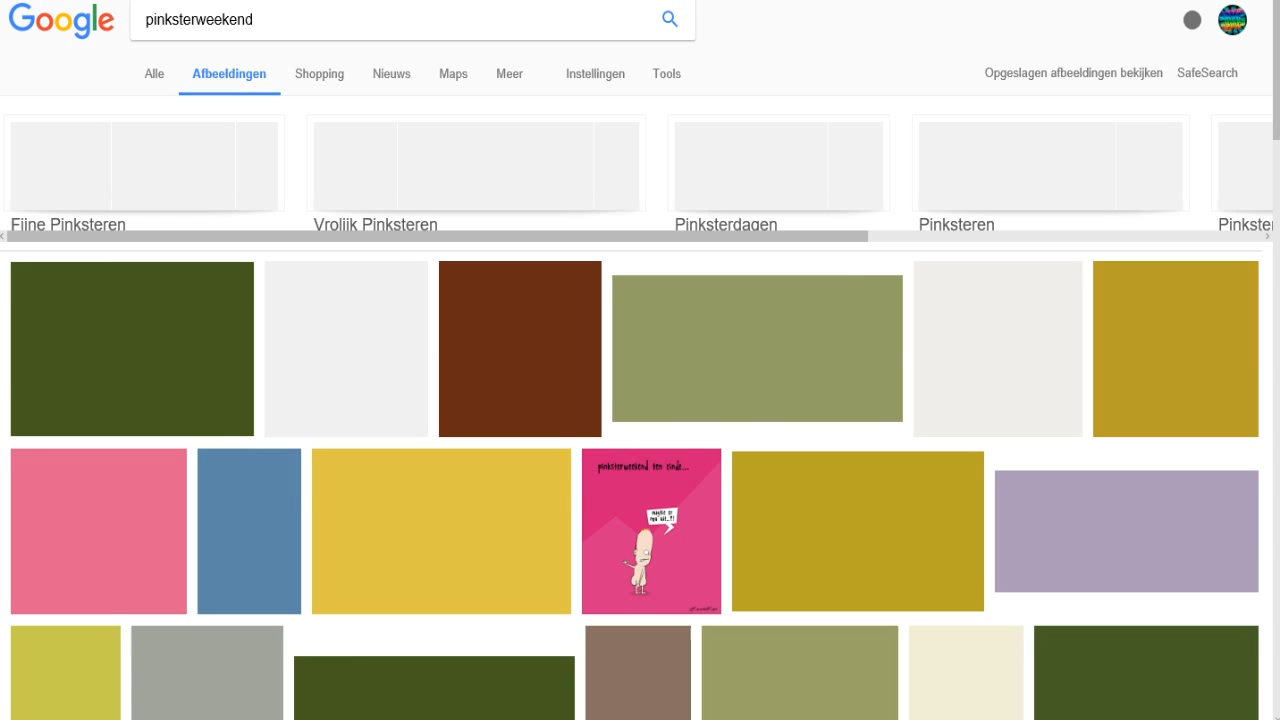 Google
pinksterweekend
Alle Afbeeldingen Shopping Nieuws Maps Meer Instellingen Tools
Opgeslagen afbeeldingen bekijken SafeSearch
Fijne Pinksteren Vrolijk Pinksteren Pinksterdagen Pinksteren Pinkster
pinksterweekend ten einde...